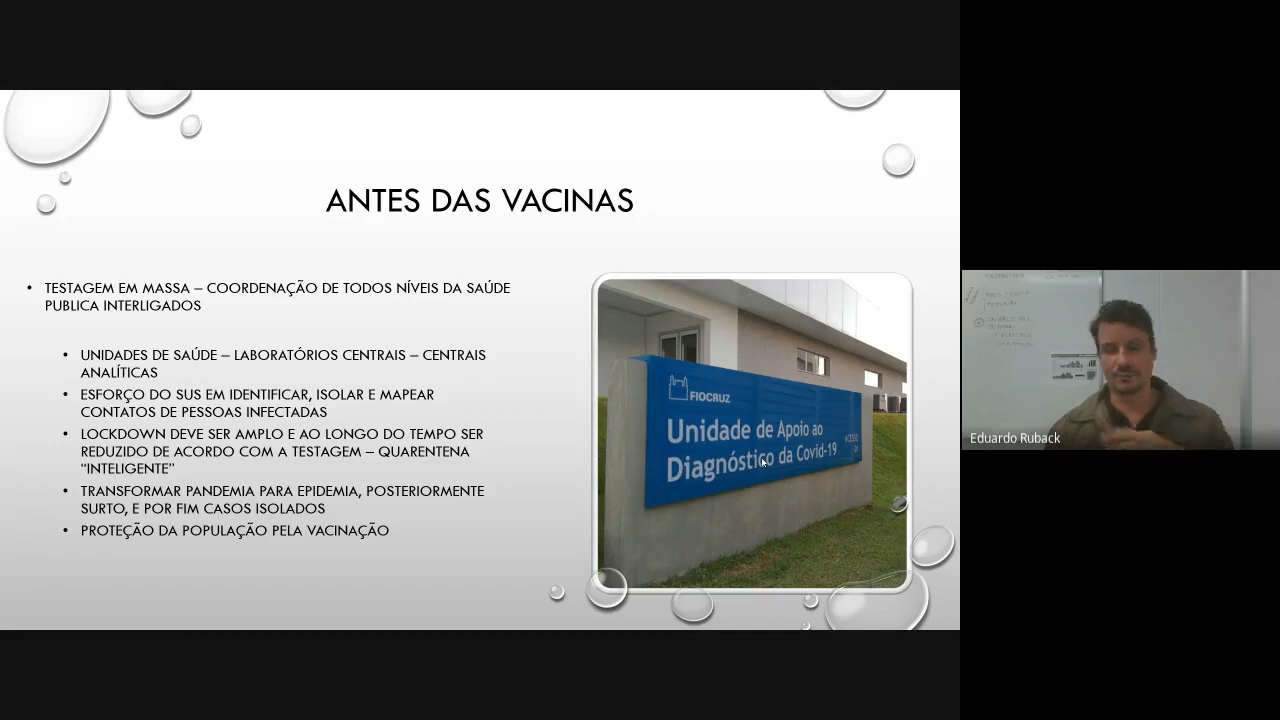 ANTES DAS VACINAS
• TESTAGEM EM MASSA – COORDENAÇÃO DE TODOS NÍVEIS DA SAÚDE
PUBLICA INTERLIGADOS
• UNIDADES DE SAÚDE – LABORATÓRIOS CENTRAIS – CENTRAIS
ANALÍTICAS
• ESFORÇO DO SUS EM IDENTIFICAR, ISOLAR E MAPEAR
CONTATOS DE PESSOAS INFECTADAS
• LOCKDOWN DEVE SER AMPLO E AO LONGO DO TEMPO SER
REDUZIDO DE ACORDO COM A TESTAGEM – QUARENTENA
“INTELIGENTE”
• TRANSFORMAR PANDEMIA PARA EPIDEMIA, POSTERIORMENTE
SURTO, E POR FIM CASOS ISOLADOS
• PROTEÇÃO DA POPULAÇÃO PELA VACINAÇÃO
FIOCRUZ
Unidade de Apoio ao
Diagnóstico da Covid-19
ACESSO
Eduardo Ruback